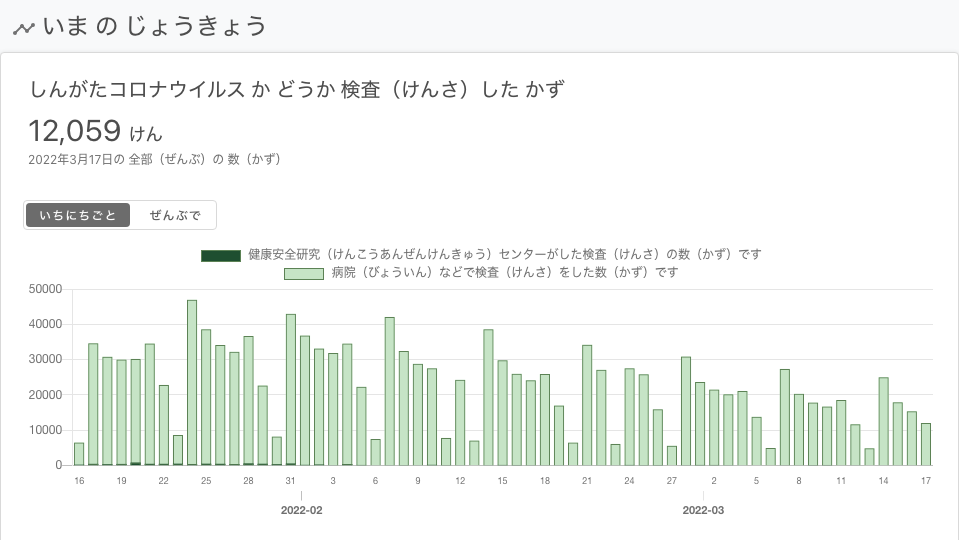 いま の じょうきょう
しんがたコロナウイルス か どうか 検査（けんさ）した かず
12,059 けん
2022年3月17日の 全部（ぜんぶ）の 数（かず）
いちにちごと ぜんぶで
健康安全研究（けんこうあんぜんけんきゅう）センターがした検査（けんさ）の数（かず）です
病院（びょういん）などで検査（けんさ）をした数（かず）です
50000
40000
30000
20000
10000
0
16 19 22 25 28 31 3 6 9 12 15 18 21 24 27 2 5 8 11 14 17
2022-02 2022-03